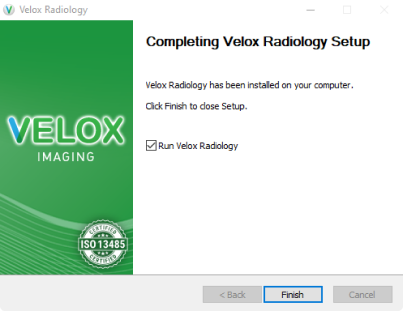 Velox Radiology
Completing Velox Radiology Setup
Velox Radiology has been installed on your computer.
Click Finish to close Setup.
Run Velox Radiology
VELOX
IMAGING
CERTIFIED
ISO 13485
CERTIFIED
< Back
Finish
Cancel